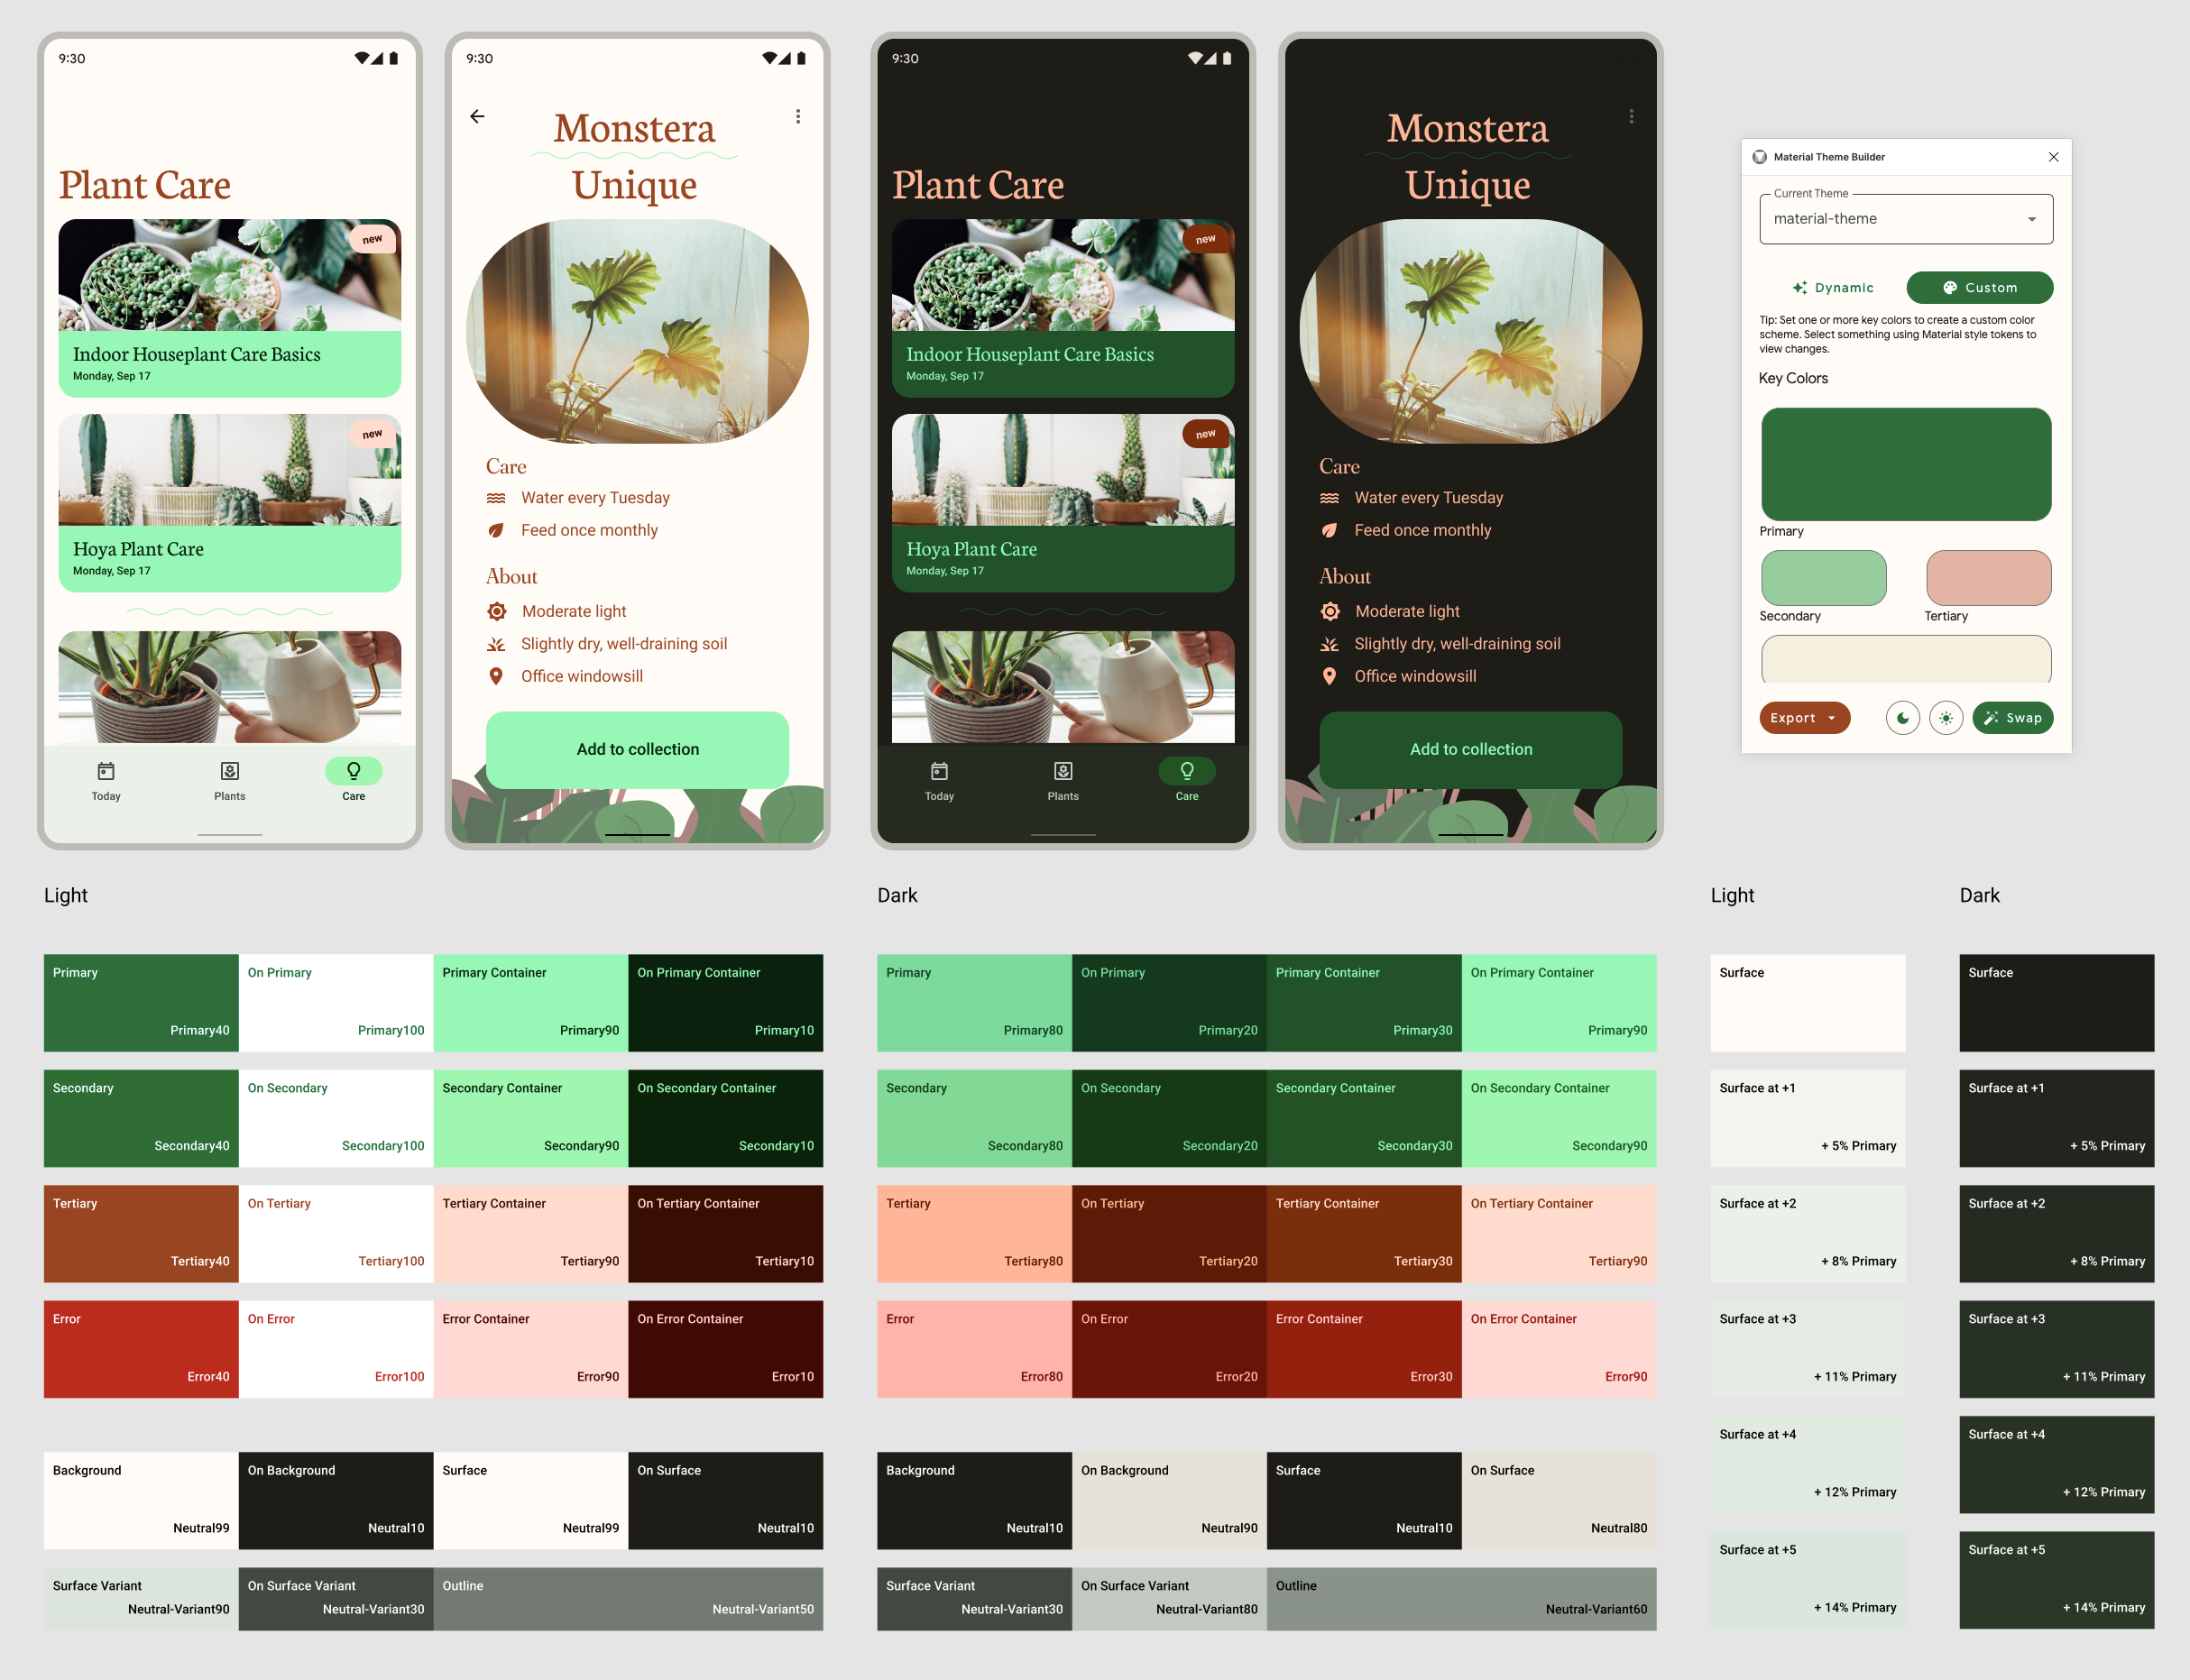 9:30
Plant Care
new
Indoor Houseplant Care Basics
Monday, Sep 17
new
Hoya Plant Care
Monday, Sep 17
Today
Plants
Care
9:30
Monstera
Unique
Care
Water every Tuesday
Feed once monthly
About
Moderate light
Slightly dry, well-draining soil
Office windowsill
Add to collection
9:30
Plant Care
new
Indoor Houseplant Care Basics
Monday, Sep 17
new
Hoya Plant Care
Monday, Sep 17
Today
Plants
Care
Monstera
Unique
Care
Water every Tuesday
Feed once monthly
About
Moderate light
Slightly dry, well-draining soil
Office windowsill
Add to collection
Material Theme Builder
Current Theme
material-theme
Dynamic
Custom
Tip: Set one or more key colors to create a custom color
scheme. Select something using Material style tokens to
view changes.
Key Colors
Primary
Secondary
Tertiary
Export
Swap
Light
Primary
Primary40
On Primary
Primary100
Primary Container
Primary90
On Primary Container
Primary10
Secondary
Secondary40
On Secondary
Secondary100
Secondary Container
Secondary90
On Secondary Container
Secondary10
Tertiary
Tertiary40
On Tertiary
Tertiary100
Tertiary Container
Tertiary90
On Tertiary Container
Tertiary10
Error
Error40
On Error
Error100
Error Container
Error90
On Error Container
Error10
Background
Neutral99
On Background
Neutral10
Surface
Neutral99
On Surface
Neutral10
Surface Variant
Neutral-Variant90
On Surface Variant
Neutral-Variant30
Outline
Neutral-Variant50
Dark
Primary
Primary80
On Primary
Primary20
Primary Container
Primary30
On Primary Container
Primary90
Secondary
Secondary80
On Secondary
Secondary20
Secondary Container
Secondary30
On Secondary Container
Secondary90
Tertiary
Tertiary80
On Tertiary
Tertiary20
Tertiary Container
Tertiary30
On Tertiary Container
Tertiary90
Error
Error80
On Error
Error20
Error Container
Error30
On Error Container
Error90
Background
Neutral10
On Background
Neutral90
Surface
Neutral10
On Surface
Neutral80
Surface Variant
Neutral-Variant30
On Surface Variant
Neutral-Variant80
Outline
Neutral-Variant60
Light
Surface
Surface at +1
+ 5% Primary
Surface at +2
+ 8% Primary
Surface at +3
+ 11% Primary
Surface at +4
+ 12% Primary
Surface at +5
+ 14% Primary
Dark
Surface
Surface at +1
+ 5% Primary
Surface at +2
+ 8% Primary
Surface at +3
+ 11% Primary
Surface at +4
+ 12% Primary
Surface at +5
+ 14% Primary